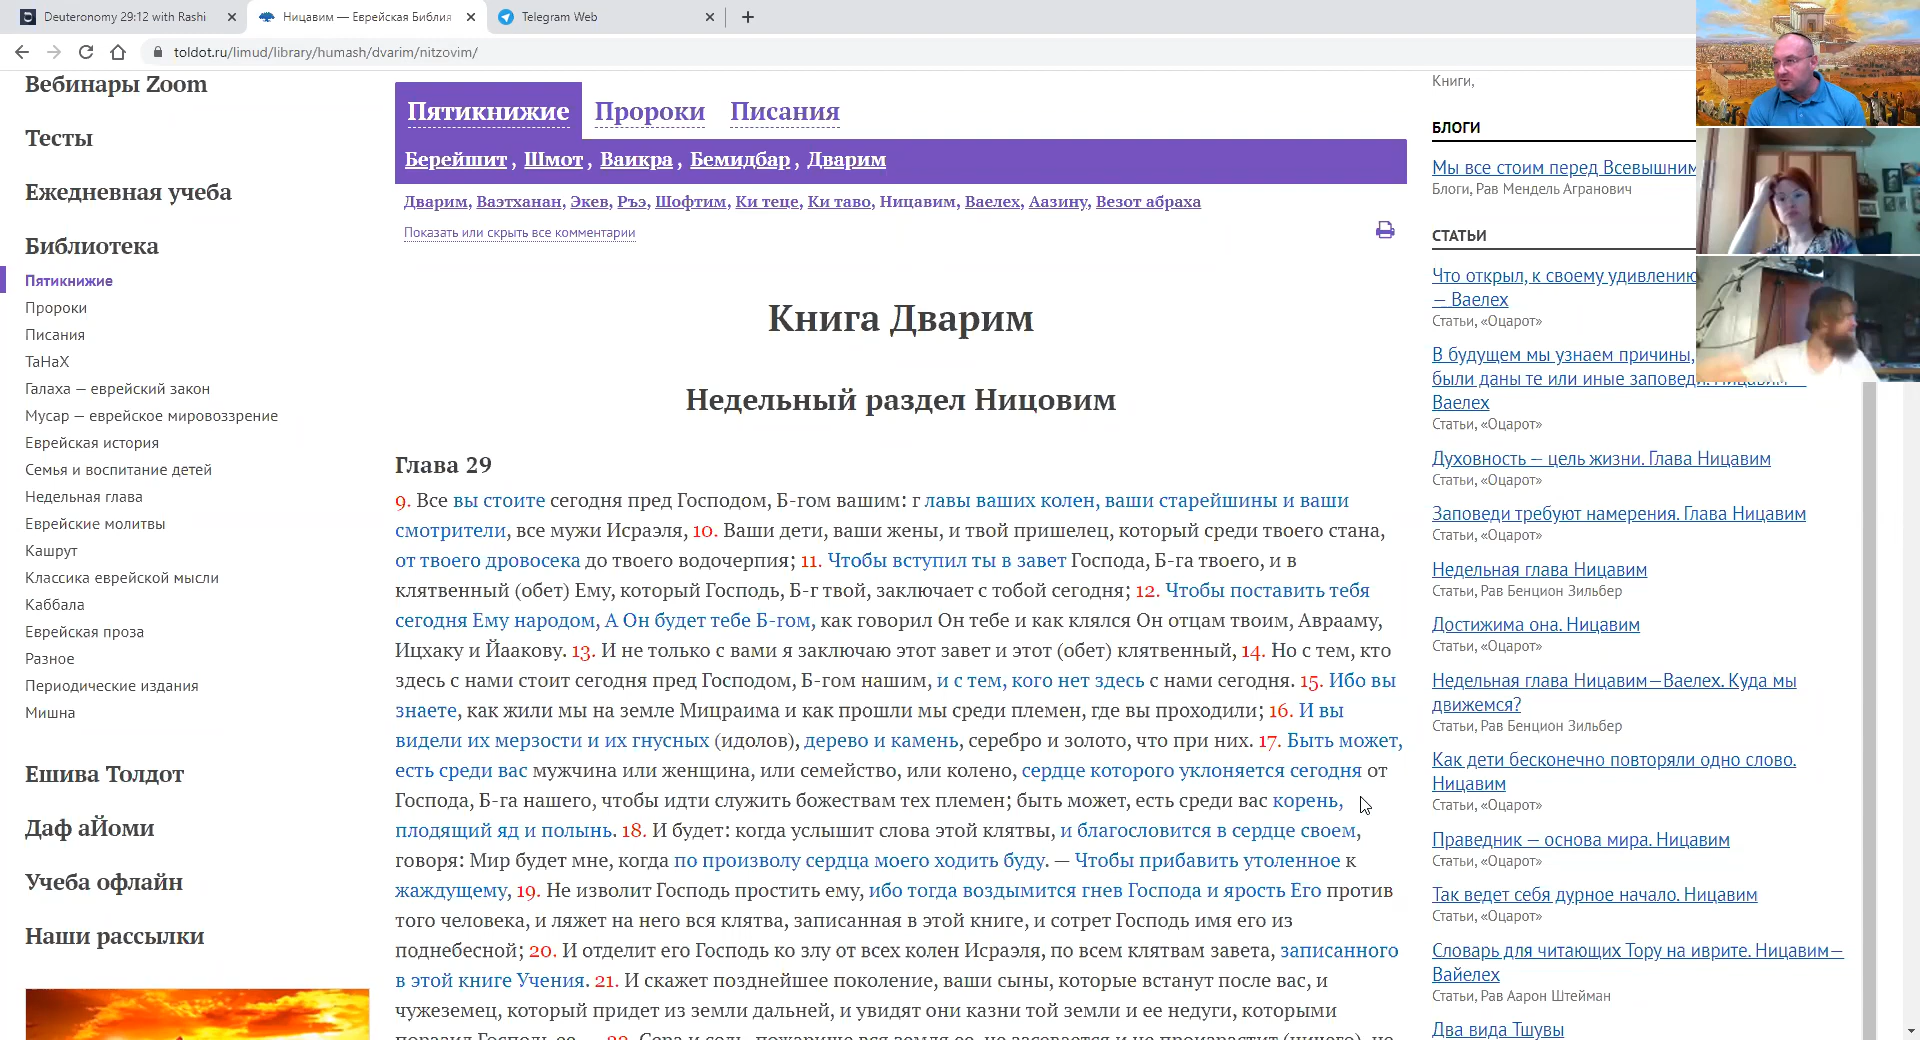 Deuteronomy 29:12 with Rashi
Ницавим — Еврейская Библи
Telegram Web
toldot.ru/limud/library/humash/dvarim/nitzovim/
Вебинары Zoom
Тесты
Ежедневная учеба
Библиотека
Пятикнижие
Пророки
Писания
ТаНаХ
Галаха — еврейский закон
Мусар — еврейское мировоззрение
Еврейская история
Семья и воспитание детей
Недельная глава
Еврейские молитвы
Кашрут
Классика еврейской мысли
Каббала
Еврейская проза
Разное
Периодические издания
Мишна
Ешива Толдот
Даф аЙоми
Учеба офлайн
Наши рассылки
Пятикнижие Пророки Писания
Берейшит , Шмот , Ваикра , Бемидбар , Дварим
Дварим, Ваэтханан, Экев, Ръэ, Шофтим, Ки теце, Ки таво, Ницавим, Ваелех, Аазину, Везот абраха
Показать или скрыть все комментарии
Книга Дварим
Недельный раздел Ницовим
Глава 29
9. Все вы стоите сегодня пред Господом, Б-гом вашим: г лавы ваших колен, ваши старейшины и ваши
смотрители, все мужи Исраэля, 10. Ваши дети, ваши жены, и твой пришелец, который среди твоего стана,
от твоего дровосека до твоего водочерпия; 11. Чтобы вступил ты в завет Господа, Б-га твоего, и в
клятвенный (обет) Ему, который Господь, Б-г твой, заключает с тобой сегодня; 12. Чтобы поставить тебя
сегодня Ему народом, А Он будет тебе Б-гом, как говорил Он тебе и как клялся Он отцам твоим, Аврааму,
Ицхаку и Йаакову. 13. И не только с вами я заключаю этот завет и этот (обет) клятвенный, 14. Но с тем, кто
здесь с нами стоит сегодня пред Господом, Б-гом нашим, и с тем, кого нет здесь с нами сегодня. 15. Ибо вы
знаете, как жили мы на земле Мицраима и как прошли мы среди племен, где вы проходили; 16. И вы
видели их мерзости и их гнусных (идолов), дерево и камень, серебро и золото, что при них. 17. Быть может,
есть среди вас мужчина или женщина, или семейство, или колено, сердце которого уклоняется сегодня от
Господа, Б-га нашего, чтобы идти служить божествам тех племен; быть может, есть среди вас корень,
плодящий яд и полынь. 18. И будет: когда услышит слова этой клятвы, и благословится в сердце своем,
говоря: Мир будет мне, когда по произволу сердца моего ходить буду. — Чтобы прибавить утоленное к
жаждущему, 19. Не изволит Господь простить ему, ибо тогда воздымится гнев Господа и ярость Его против
того человека, и ляжет на него вся клятва, записанная в этой книге, и сотрет Господь имя его из
поднебесной; 20. И отделит его Господь ко злу от всех колен Исраэля, по всем клятвам завета, записанного
в этой книге Учения. 21. И скажет позднейшее поколение, ваши сыны, которые встанут после вас, и
чужеземец, который придет из земли дальней, и увидят они казни той земли и ее недуги, которыми
Книги,
БЛОГИ
Мы все стоим перед Всевышним
Блоги, Рав Мендель Агранович
СТАТЬИ
Что открыл, к своему удивлению
— Ваелех
Статьи, «Оцарот»
В будущем мы узнаем причины,
были даны те или иные заповеди. Ницавим —
Ваелех
Статьи, «Оцарот»
Духовность — цель жизни. Глава Ницавим
Статьи, «Оцарот»
Заповеди требуют намерения. Глава Ницавим
Статьи, «Оцарот»
Недельная глава Ницавим
Статьи, Рав Бенцион Зильбер
Достижима она. Ницавим
Статьи, «Оцарот»
Недельная глава Ницавим—Ваелех. Куда мы
движемся?
Статьи, Рав Бенцион Зильбер
Как дети бесконечно повторяли одно слово.
Ницавим
Статьи, «Оцарот»
Праведник — основа мира. Ницавим
Статьи, «Оцарот»
Так ведет себя дурное начало. Ницавим
Статьи, «Оцарот»
Словарь для читающих Тору на иврите. Ницавим—
Вайелех
Статьи, Рав Аарон Штейман
Два вида Тшувы